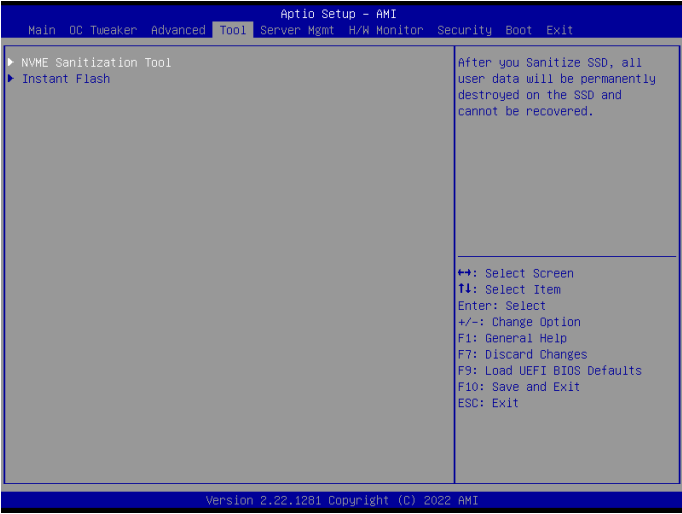 Aptio Setup – AMI
Main OC Tweaker Advanced Tool Server Mgmt H/W Monitor Security Boot Exit
NVME Sanitization Tool
Instant Flash
After you Sanitize SSD, all
user data will be permanently
destroyed on the SSD and
cannot be recovered.
↔: Select Screen
↑↓: Select Item
Enter: Select
+/-: Change Option
F1: General Help
F7: Discard Changes
F9: Load UEFI BIOS Defaults
F10: Save and Exit
ESC: Exit
Version 2.22.1281 Copyright (C) 2022 AMI